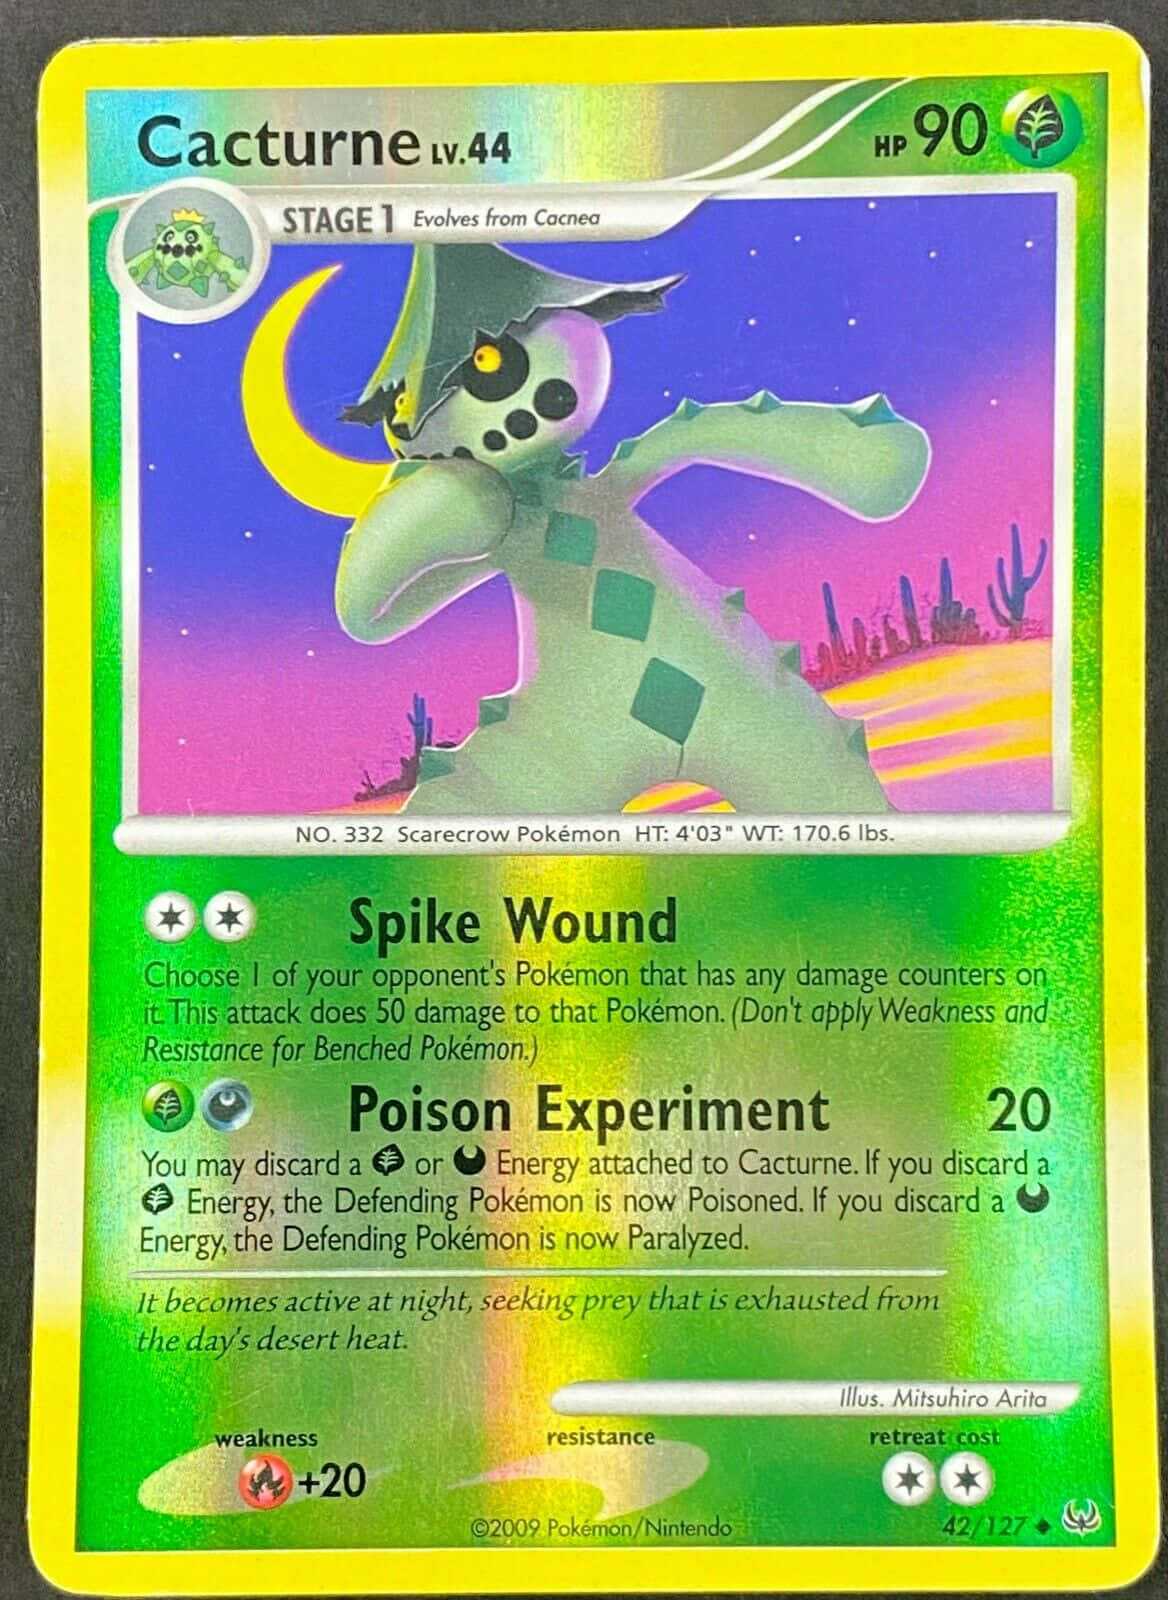 Cacturne LV.44 HP 90
STAGE 1 Evolves from Cacnea
NO. 332 Scarecrow Pokémon HT: 4'03" WT: 170.6 lbs.
Spike Wound
Choose 1 of your opponent's Pokémon that has any damage counters on
it. This attack does 50 damage to that Pokémon. (Don't apply Weakness and
Resistance for Benched Pokémon.)
Poison Experiment 20
You may discard a or Energy attached to Cacturne. If you discard a
Energy, the Defending Pokémon is now Poisoned. If you discard a
Energy, the Defending Pokémon is now Paralyzed.
It becomes active at night, seeking prey that is exhausted from
the day's desert heat.
Illus. Mitsuhiro Arita
weakness resistance retreat cost
+20
©2009 Pokémon/Nintendo 42/127